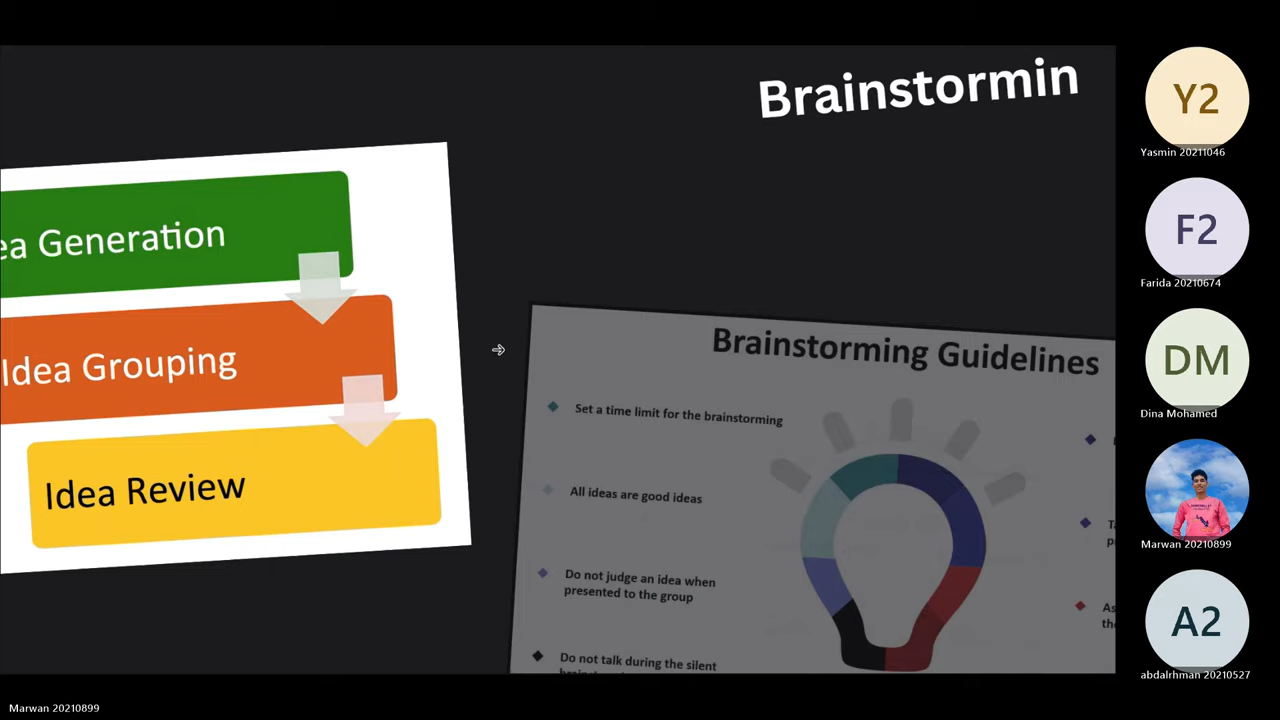 Brainstormin
ea Generation
Idea Grouping
Idea Review
Brainstorming Guidelines
Set a time limit for the brainstorming
All ideas are good ideas
Do not judge an idea when
presented to the group
Do not talk during the silent
As
the
Y2
Yasmin 20211046
F2
Farida 20210674
DM
Dina Mohamed
Marwan 20210899
A2
abdalrhman 20210527
Marwan 20210899